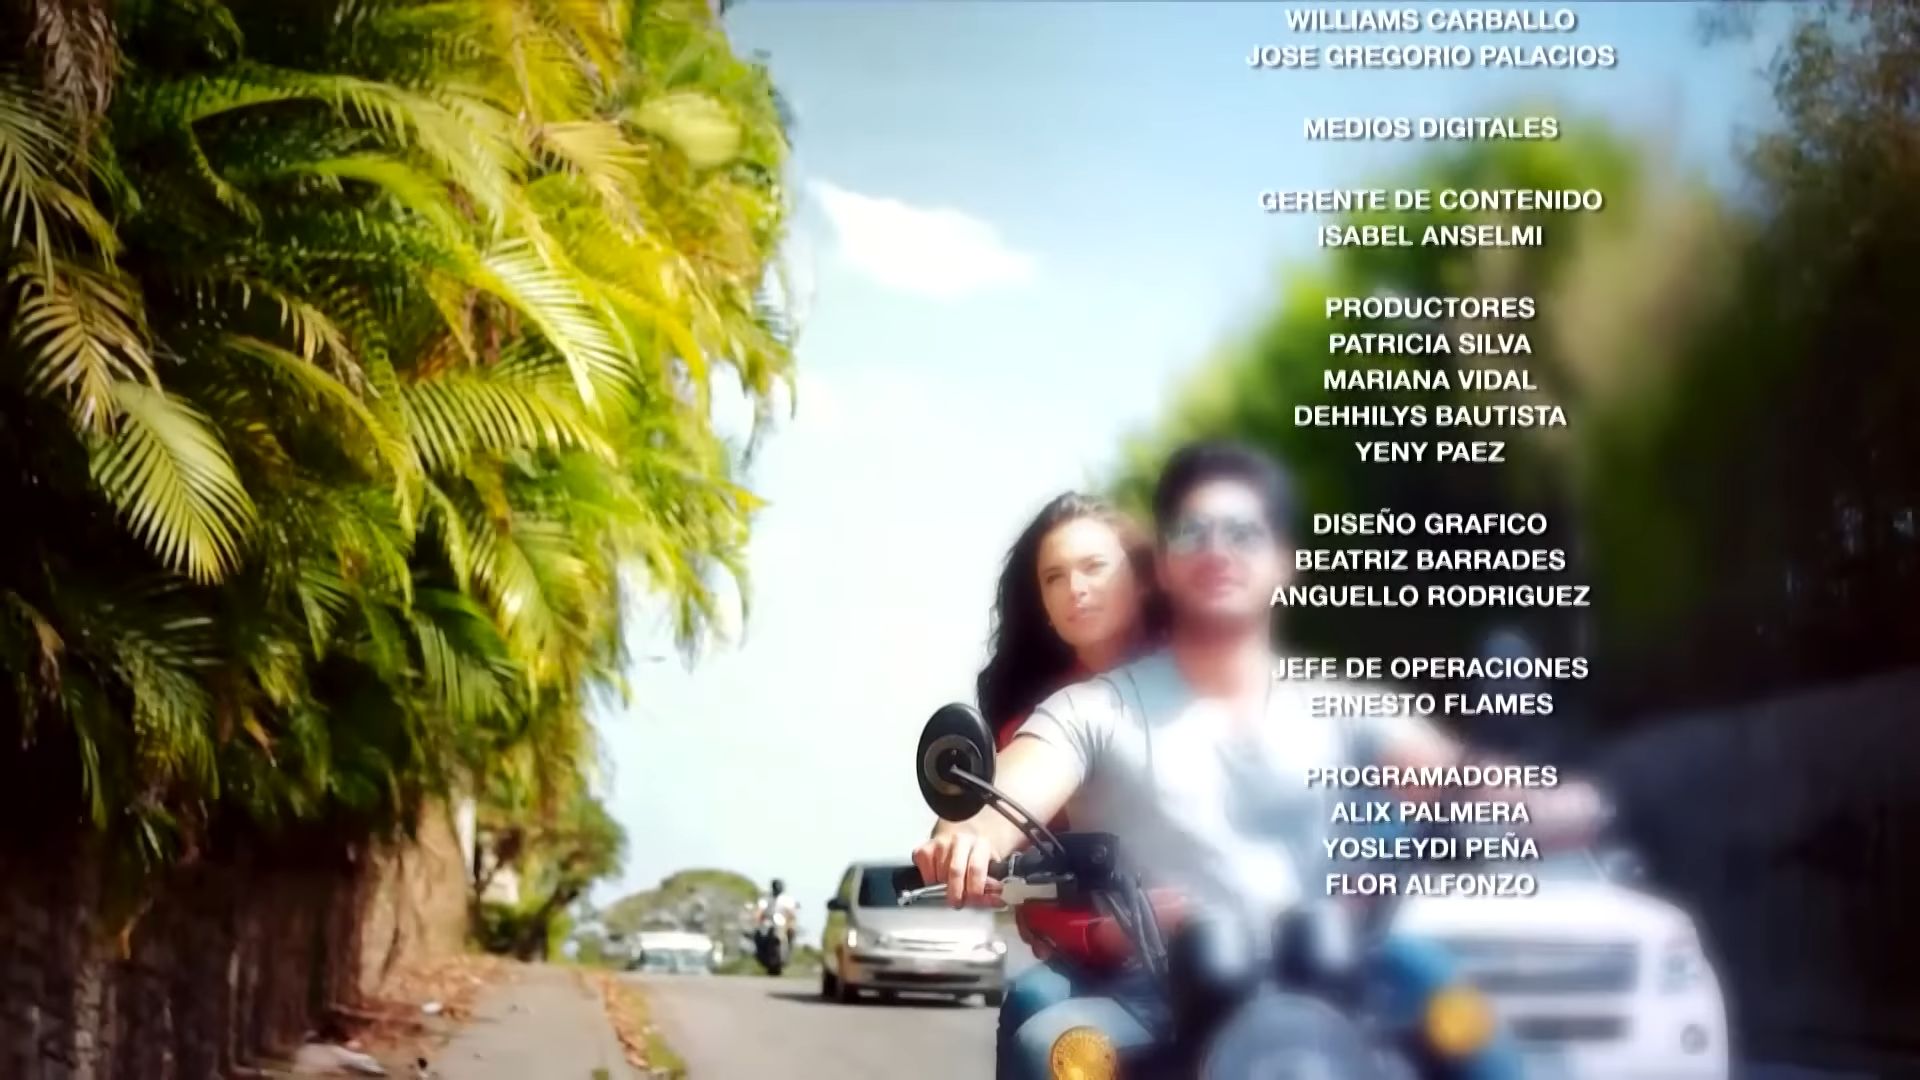 WILLIAMS CARBALLO
JOSE GREGORIO PALACIOS
MEDIOS DIGITALES
GERENTE DE CONTENIDO
ISABEL ANSELMI
PRODUCTORES
PATRICIA SILVA
MARIANA VIDAL
DEHHILYS BAUTISTA
YENY PAEZ
DISEÑO GRAFICO
BEATRIZ BARRADES
ANGUELLO RODRIGUEZ
JEFE DE OPERACIONES
ERNESTO FLAMES
PROGRAMADORES
ALIX PALMERA
YOSLEYDI PEÑA
FLOR ALFONZO